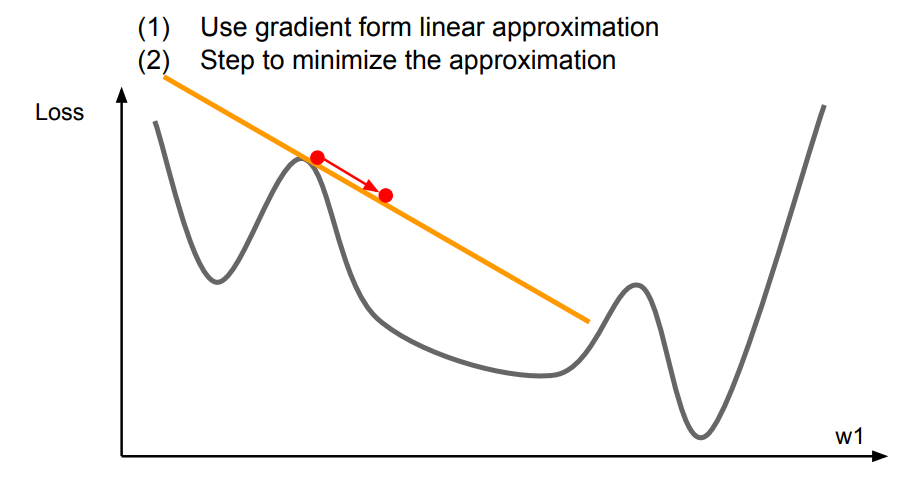 (1) Use gradient form linear approximation
(2) Step to minimize the approximation
Loss
w1